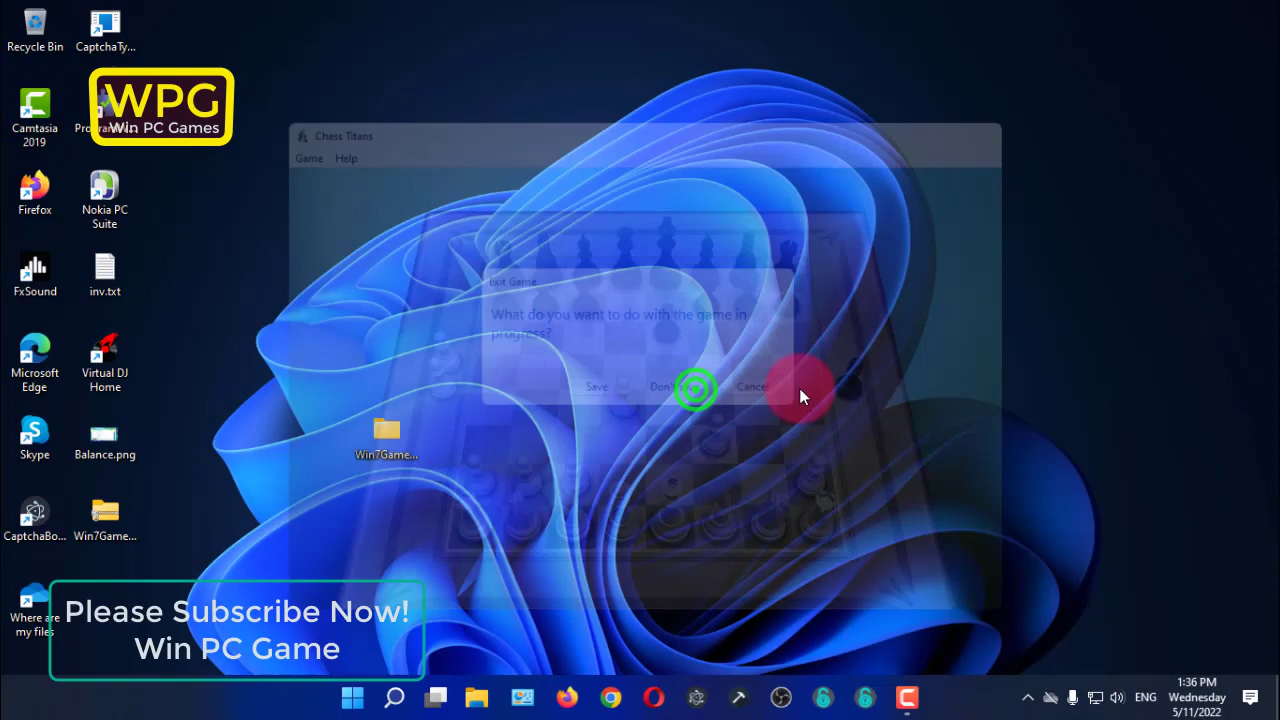 Recycle Bin
CaptchaTy...
WPG
Win PC Games
Camtasia
2019
Firefox
Nokia PC
Suite
FxSound
inv.txt
Microsoft
Edge
Virtual DJ
Home
Skype
Balance.png
CaptchaBo...
Win7Game...
Where are
my files
Chess Titans
Game Help
Exit Game
What do you want to do with the game in
progress?
Save
Cancel
Win7Game...
Please Subscribe Now!
Win PC Game
ENG
1:36 PM
Wednesday
5/11/2022